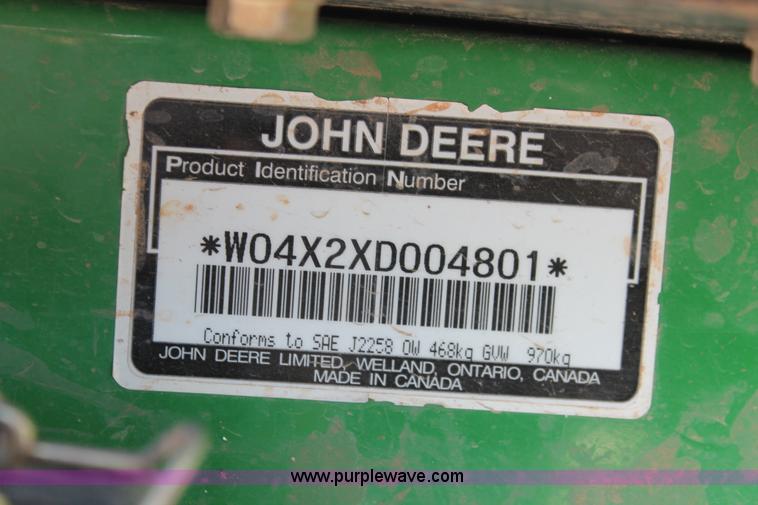 JOHN DEERE
Product Identification Number
*W04X2XD004801*
Conforms to SAE J2258 OW 468kg GVW 970kg
JOHN DEERE LIMITED, WELLAND, ONTARIO, CANADA
MADE IN CANADA
www.purplewave.com